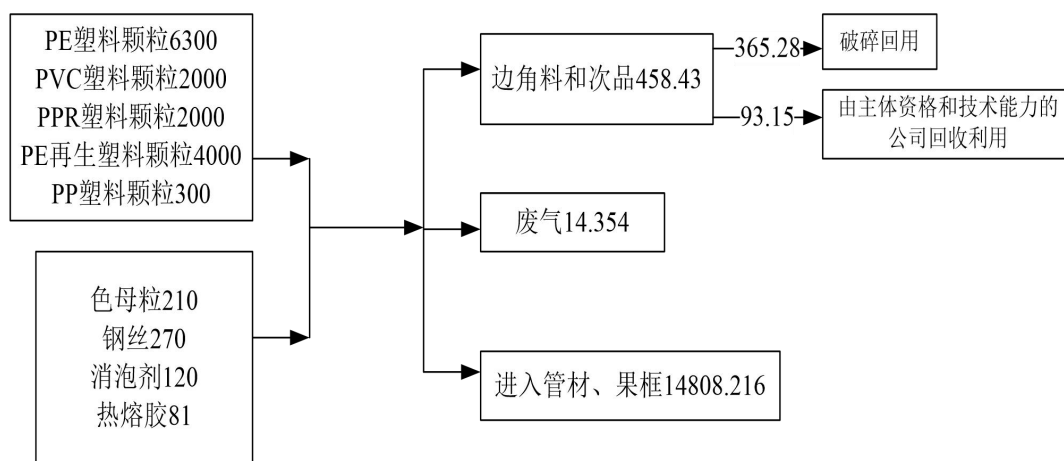 PE塑料颗粒6300
PVC塑料颗粒2000
PPR塑料颗粒2000
PE再生塑料颗粒4000
PP塑料颗粒300
色母粒210
钢丝270
消泡剂120
热熔胶81
边角料和次品458.43
365.28
破碎回用
93.15
由主体资格和技术能力的
公司回收利用
废气14.354
进入管材、果框14808.216